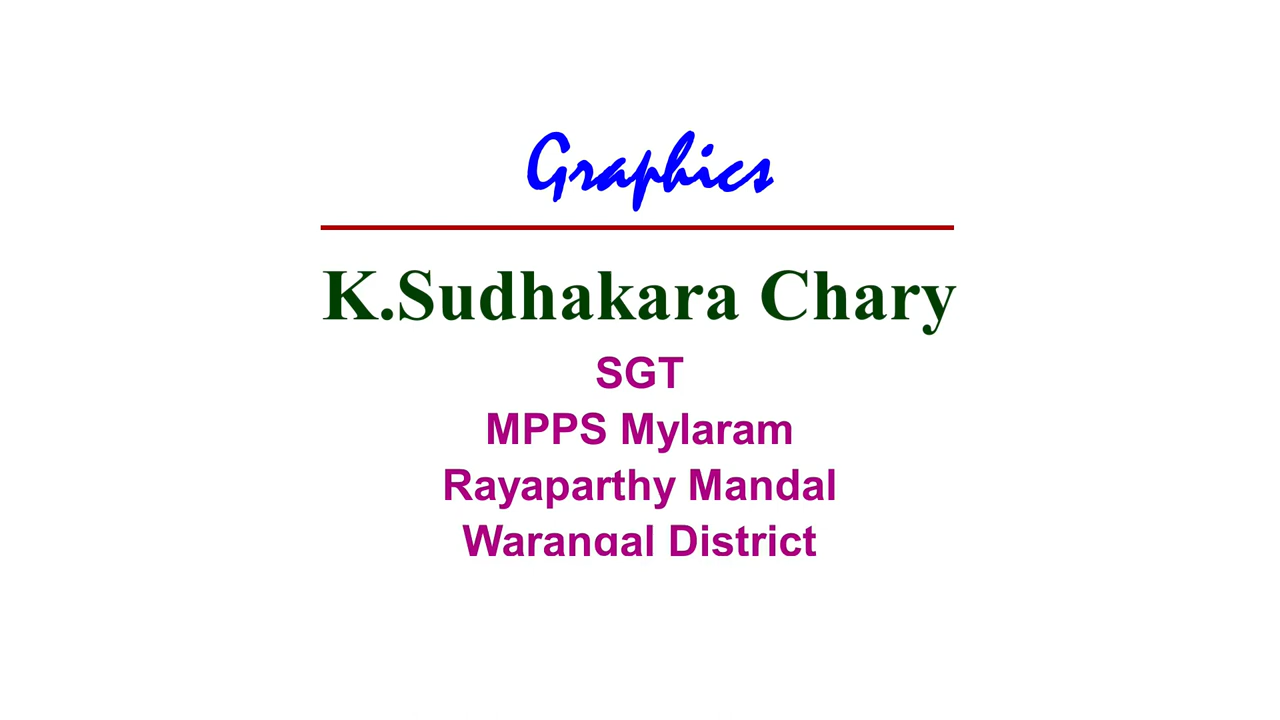 Graphics
K.Sudhakara Chary
SGT
MPPS Mylaram
Rayaparthy Mandal
Warangal District